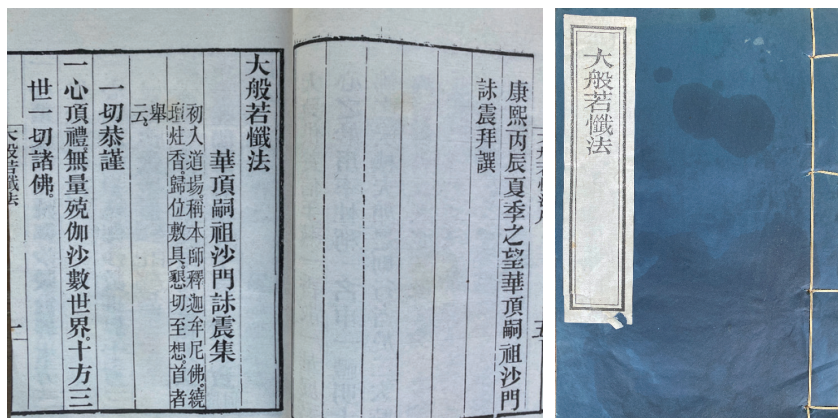 大般若懺法
康熙丙辰夏季之望華頂嗣祖沙門
誄震拜譔
大般若懺法
華頂嗣祖沙門誄震集
初入道場。稱本師釋迦牟尼佛。繞
壇炷香。歸位敷具。懇切至想。首者
舉
云。
一切恭謹
一心頂禮。無量殑伽沙數世界。十方三
世一切諸佛。
大般若懺法
一